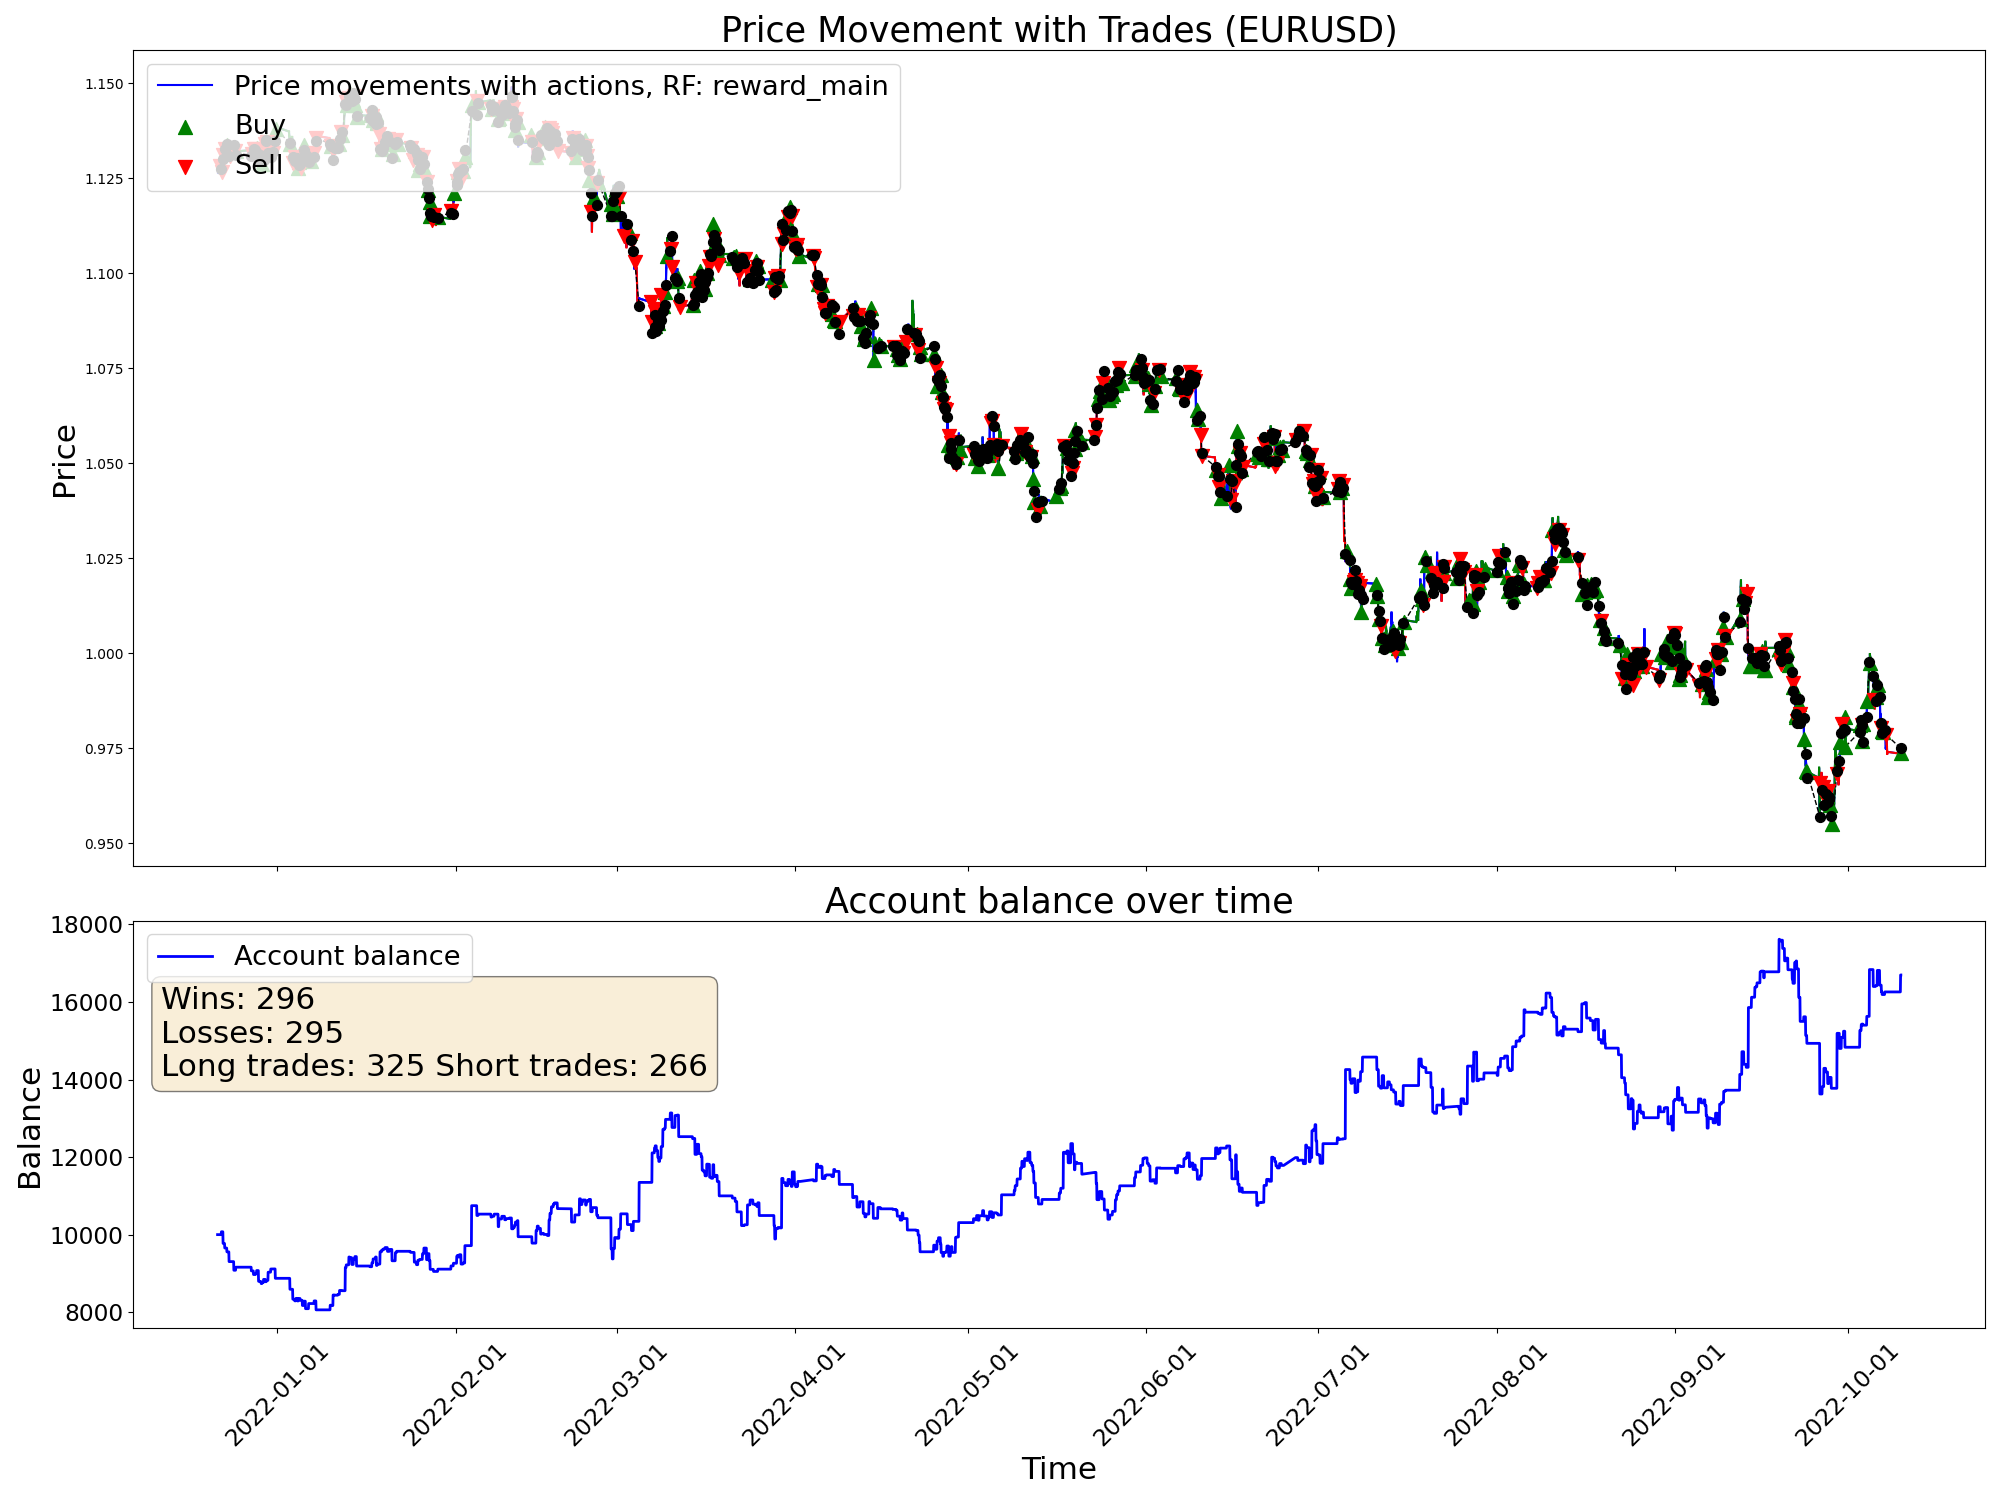 Price Movement with Trades (EURUSD)
Price movements with actions, RF: reward_main
Buy
Sell
Price
1.150
1.125
1.100
1.075
1.050
1.025
1.000
0.975
0.950
Account balance over time
Account balance
Wins: 296
Losses: 295
Long trades: 325 Short trades: 266
Balance
18000
16000
14000
12000
10000
8000
2022-01-01
2022-02-01
2022-03-01
2022-04-01
2022-05-01
2022-06-01
2022-07-01
2022-08-01
2022-09-01
2022-10-01
Time